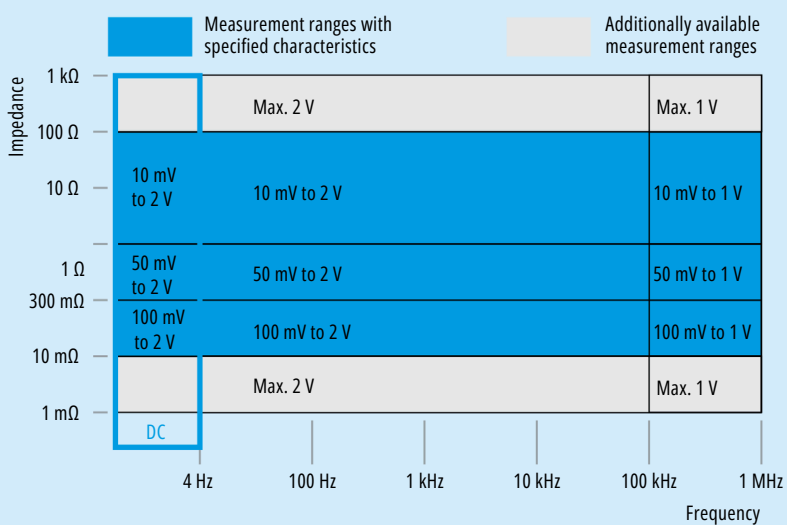 Measurement ranges with
specified characteristics
Additionally available
measurement ranges
Impedance
1 kΩ
Max. 2 V
Max. 1 V
100 Ω
10 mV
to 2 V
10 Ω
10 mV to 2 V
10 mV to 1 V
1 Ω
50 mV
to 2 V
50 mV to 2 V
50 mV to 1 V
300 mΩ
100 mV
to 2 V
100 mV to 2 V
100 mV to 1 V
10 mΩ
Max. 2 V
Max. 1 V
1 mΩ
DC
4 Hz
100 Hz
1 kHz
10 kHz
100 kHz
1 MHz
Frequency